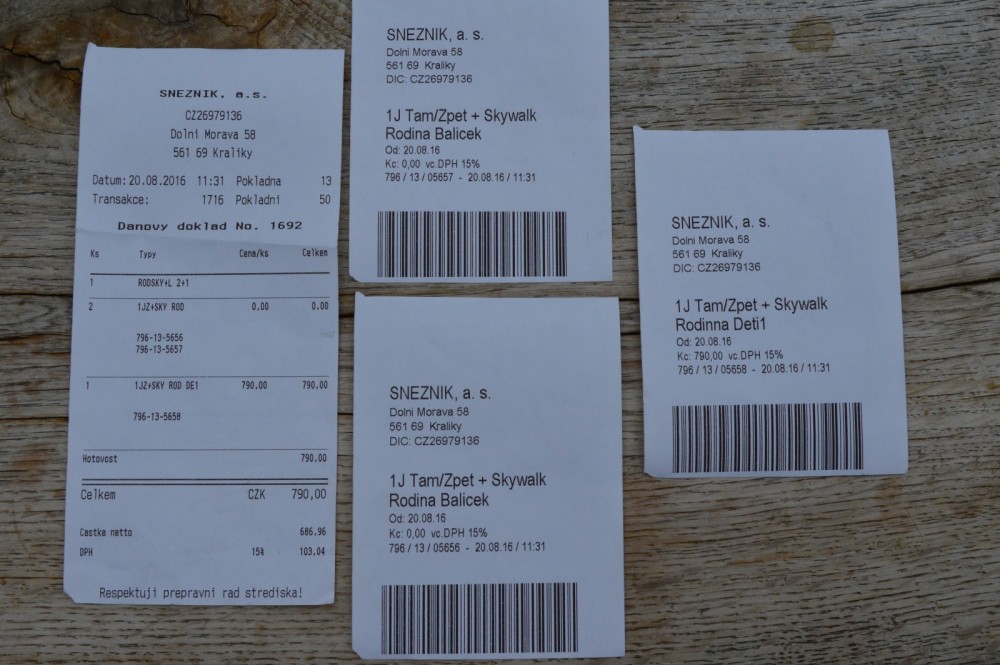 SNEZNIK, a.s.
CZ26979136
Dolni Morava 58
561 69 Kraliky
Datum: 20.08.2016 11:31 Pokladna 13
Transakce: 1716 Pokladni 50
Danovy doklad No. 1692
Ks Typy Cena/ks Celkem
1 RODSKY+L 2+1
2 1JZ+SKY ROD 0,00 0,00
796-13-5656
796-13-5657
1 1JZ+SKY ROD DE1 790,00 790,00
796-13-5658
Hotovost 790,00
Celkem CZK 790,00
Castka netto 686,96
DPH 15% 103,04
Respektuji prepravni rad strediska!
SNEZNIK, a. s.
Dolni Morava 58
561 69 Kraliky
DIC: CZ26979136
1J Tam/Zpet + Skywalk
Rodina Balicek
Od: 20.08.16
Kc: 0,00 vc.DPH 15%
796 / 13 / 05657 - 20.08.16 / 11:31
SNEZNIK, a. s.
Dolni Morava 58
561 69 Kraliky
DIC: CZ26979136
1J Tam/Zpet + Skywalk
Rodina Balicek
Od: 20.08.16
Kc: 0,00 vc.DPH 15%
796 / 13 / 05656 - 20.08.16 / 11:31
SNEZNIK, a. s.
Dolni Morava 58
561 69 Kraliky
DIC: CZ26979136
1J Tam/Zpet + Skywalk
Rodinna Deti1
Od: 20.08.16
Kc: 790,00 vc.DPH 15%
796 / 13 / 05658 - 20.08.16 / 11:31